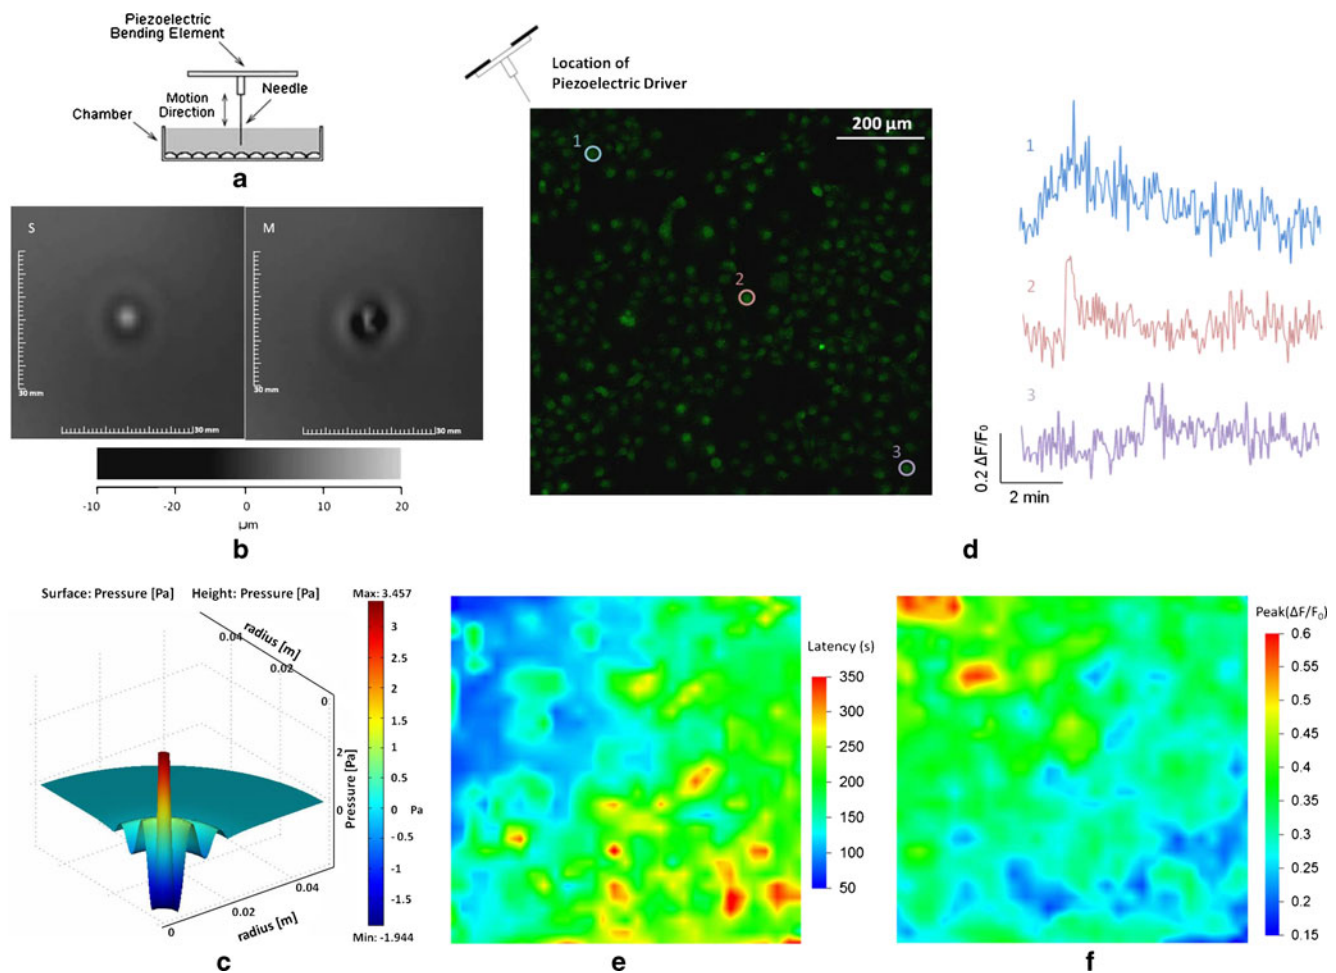 Piezoelectric
Bending Element
Motion
Direction
Needle
Chamber
a
S
30 mm
30 mm
M
30 mm
30 mm
-10
-20
0
10
20
µm
b
Location of
Piezoelectric Driver
200 µm
1
2
3
1
2
3
0.2 ΔF/F₀
2 min
d
Surface: Pressure [Pa] Height: Pressure [Pa]
Max: 3.457
radius [m]
0.04
0.02
0
2
0
Pressure [Pa]
0
0.02
0.04
radius [m]
3
2.5
2
1.5
1
0.5
0
Pa
-0.5
-1
-1.5
Min: -1.944
c
Latency (s)
350
300
250
200
150
100
50
e
Peak(ΔF/F₀)
0.6
0.55
0.5
0.45
0.4
0.35
0.3
0.25
0.2
0.15
f